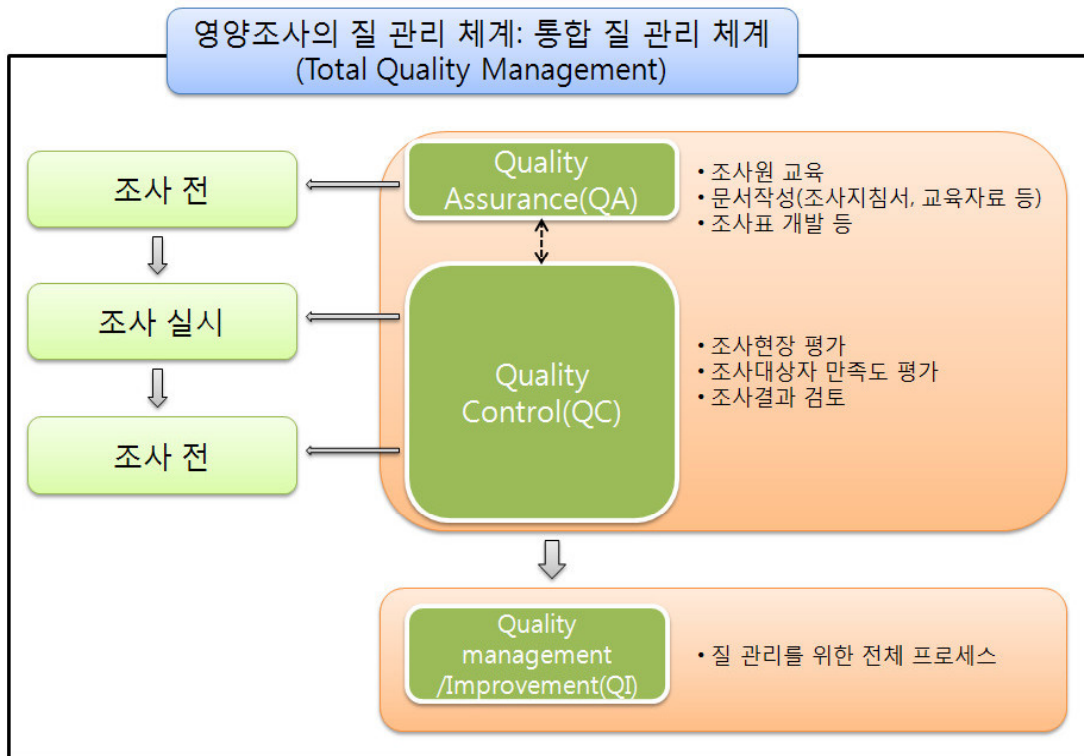 영양조사의 질 관리 체계: 통합 질 관리 체계
(Total Quality Management)
조사 전
조사 실시
조사 전
Quality
Assurance(QA)
• 조사원 교육
• 문서작성(조사지침서, 교육자료 등)
• 조사표 개발 등
Quality
Control(QC)
• 조사현장 평가
• 조사대상자 만족도 평가
• 조사결과 검토
Quality
management
/Improvement(QI)
• 질 관리를 위한 전체 프로세스